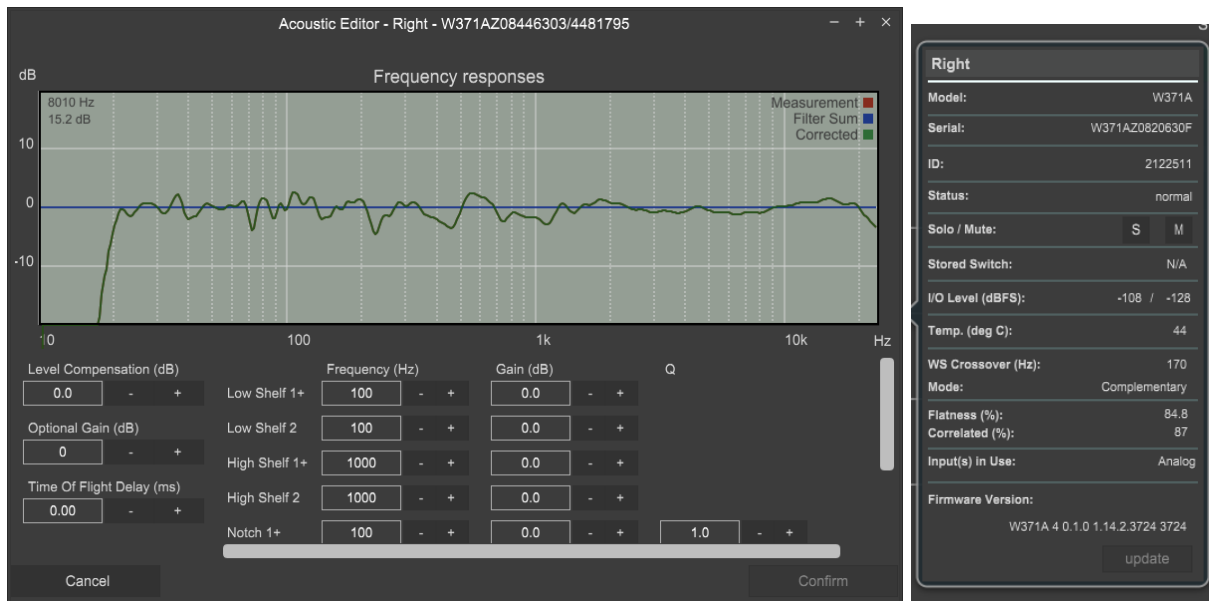 Acoustic Editor - Right - W371AZ08446303/4481795
dB
Frequency responses
8010 Hz
15.2 dB
Measurement
Filter Sum
Corrected
10
0
-10
10 100 1k 10k Hz
Level Compensation (dB)
0.0 - +
Optional Gain (dB)
0 - +
Time Of Flight Delay (ms)
0.00 - +
Frequency (Hz) Gain (dB) Q
Low Shelf 1+ 100 - + 0.0 - +
Low Shelf 2 100 - + 0.0 - +
High Shelf 1+ 1000 - + 0.0 - +
High Shelf 2 1000 - + 0.0 - +
Notch 1+ 100 - + 0.0 - + 1.0 - +
Cancel Confirm
Right
Model: W371A
Serial: W371AZ0820630F
ID: 2122511
Status: normal
Solo / Mute: S M
Stored Switch: N/A
I/O Level (dBFS): -108 / -128
Temp. (deg C): 44
WS Crossover (Hz): 170
Mode: Complementary
Flatness (%): 84.8
Correlated (%): 87
Input(s) in Use: Analog
Firmware Version:
W371A 4 0.1.0 1.14.2.3724 3724
update